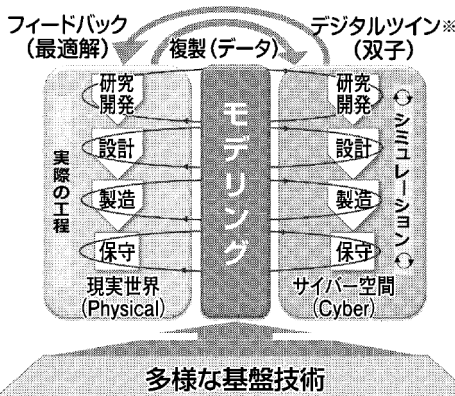 フィードバック
(最適解)
複製(データ)
デジタルツイン※
(双子)
実際の工程
研究
開発
設計
製造
保守
現実世界
(Physical)
モデリング
研究
開発
設計
製造
保守
サイバー空間
(Cyber)
シミュレーション
多様な基盤技術